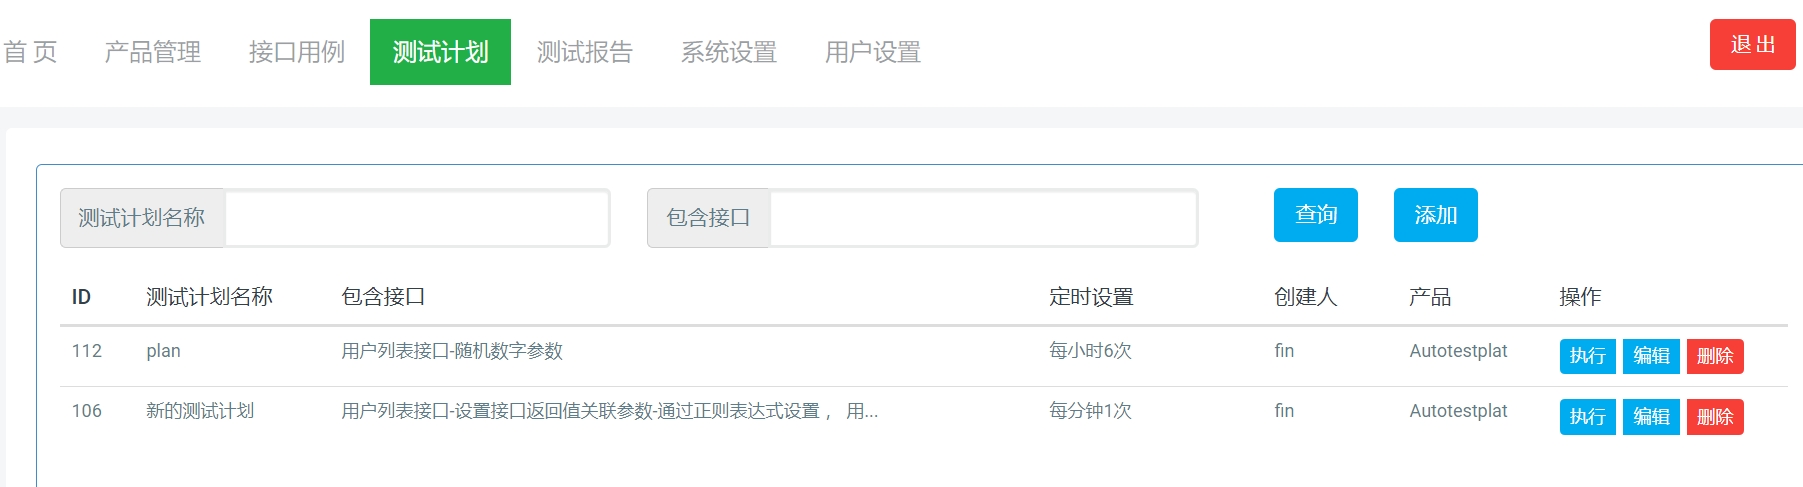 首 页 产品管理 接口用例 测试计划 测试报告 系统设置 用户设置 退 出
测试计划名称 包含接口 查询 添加
ID 测试计划名称 包含接口 定时设置 创建人 产品 操作
112 plan 用户列表接口-随机数字参数 每小时6次 fin Autotestplat 执行 编辑 删除
106 新的测试计划 用户列表接口-设置接口返回值关联参数-通过正则表达式设置 ， 用... 每分钟1次 fin Autotestplat 执行 编辑 删除